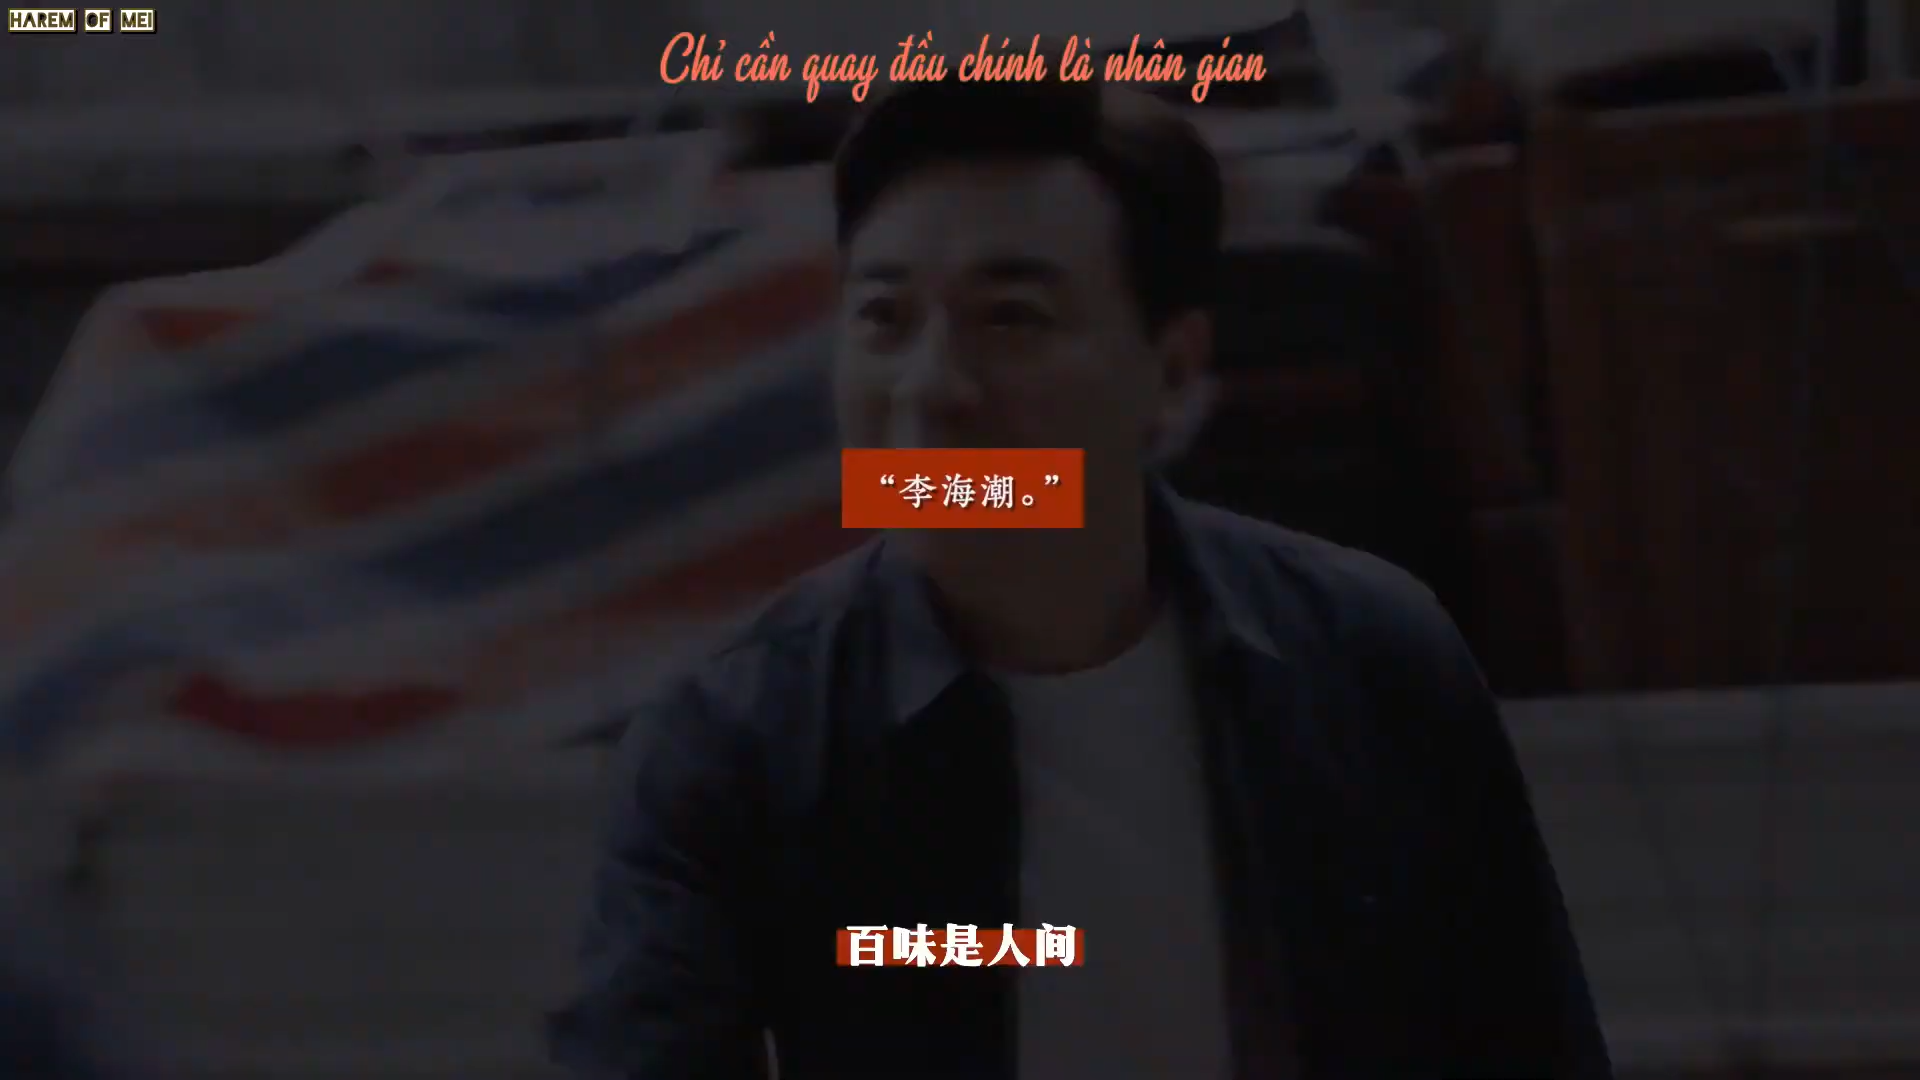 HAREM OF MEI
Chỉ cần quay đầu chính là nhân gian
“李海潮。”
百味是人间